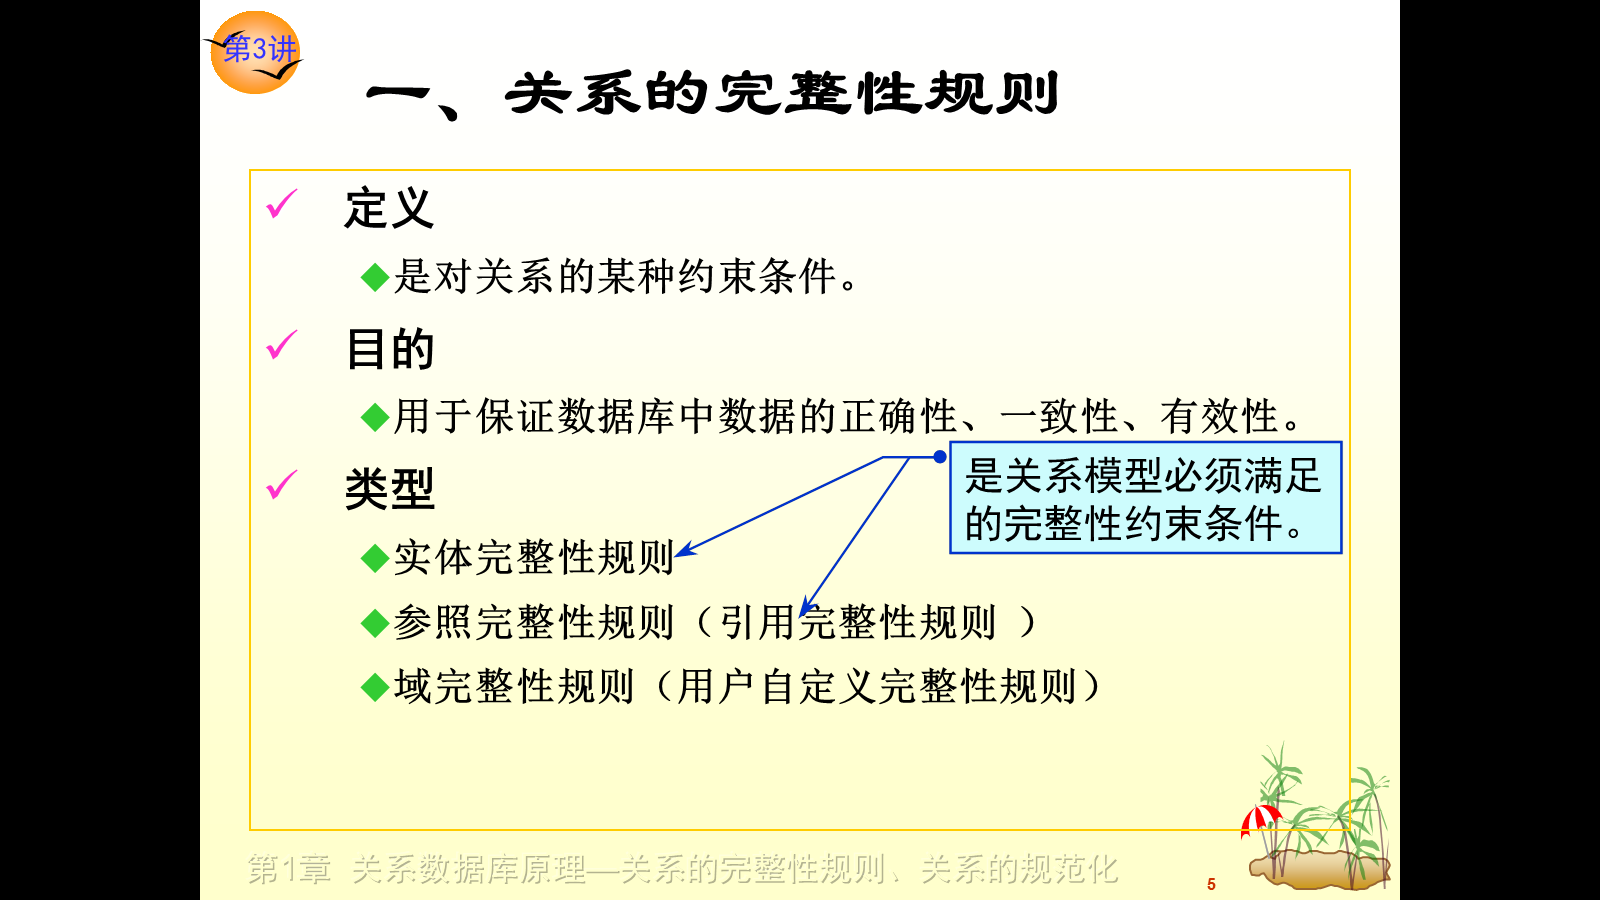 第3讲
一、关系的完整性规则
定义
是对关系的某种约束条件。
目的
用于保证数据库中数据的正确性、一致性、有效性。
类型
是关系模型必须满足
的完整性约束条件。
实体完整性规则
参照完整性规则（引用完整性规则 ）
域完整性规则（用户自定义完整性规则）
第1章 关系数据库原理—关系的完整性规则、关系的规范化
5